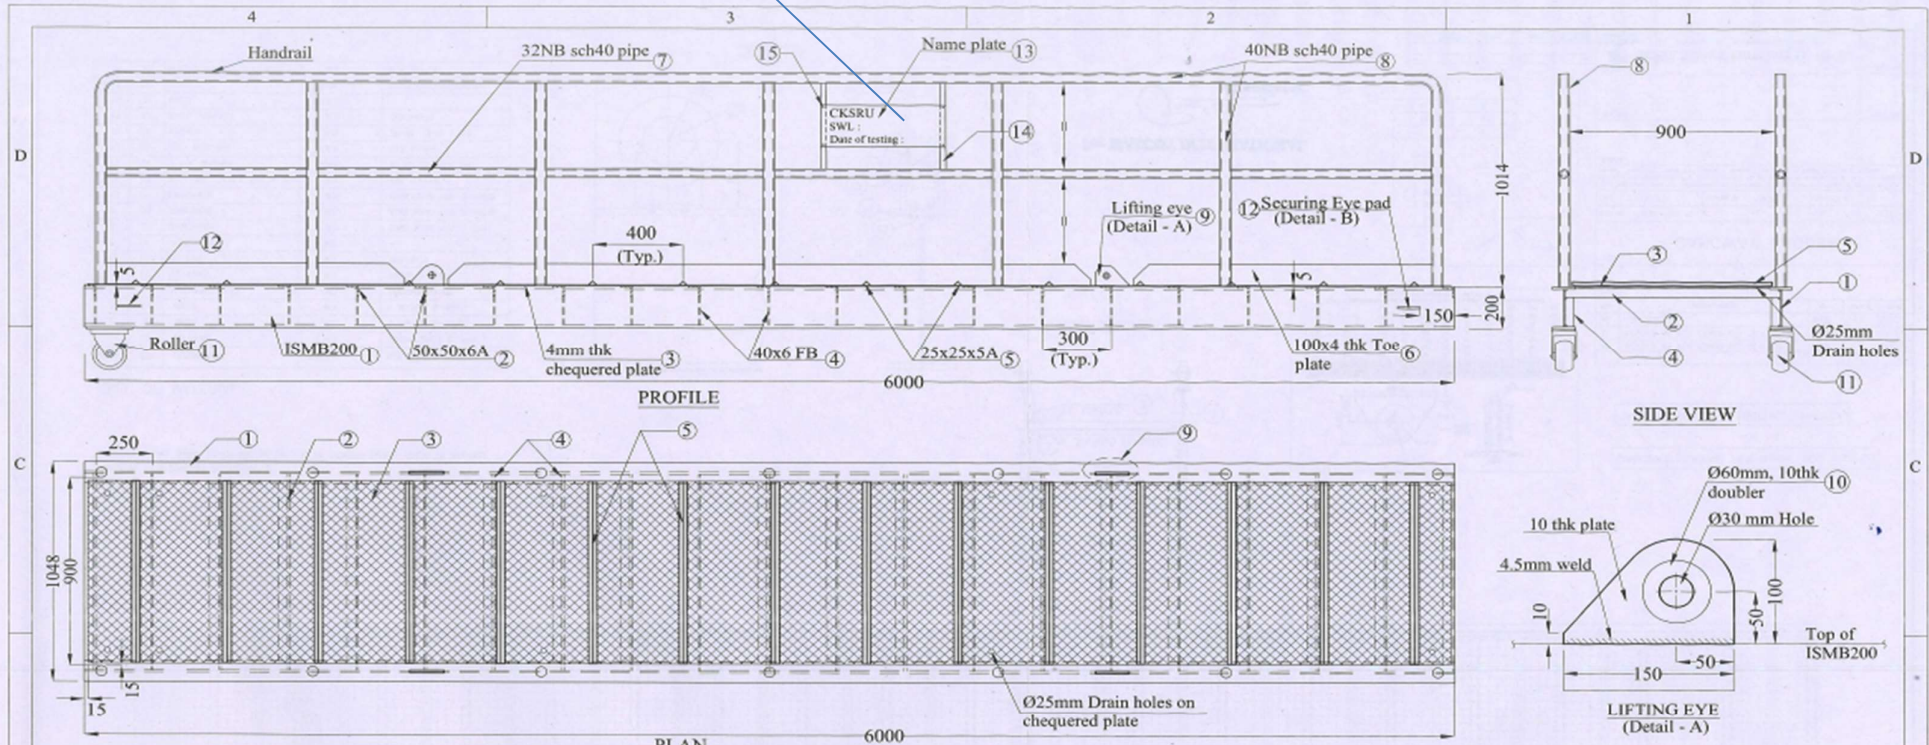 4
3
2
1
Handrail
32NB sch40 pipe 7
15
Name plate 13
40NB sch40 pipe
8
8
CKSRU
SWL :
Date of testing :
14
900
1014
D
D
12
400
(Typ.)
Lifting eye 9
(Detail - A)
12 Securing Eye pad
(Detail - B)
5
5
3
5
1
2
4
150
200
Roller 11
ISMB200 1
50x50x6A 2
4mm thk
chequered plate 3
40x6 FB 4
25x25x5A 5
300
(Typ.)
100x4 thk Toe
plate 6
Ø25mm
Drain holes
11
6000
PROFILE
SIDE VIEW
250
1
2
3
4
5
9
C
C
1048
900
15
15
Ø25mm Drain holes on
chequered plate
6000
PLAN
Ø60mm, 10thk
doubler 10
Ø30 mm Hole
10 thk plate
4.5mm weld
10
100
50
50
150
Top of
ISMB200
LIFTING EYE
(Detail - A)